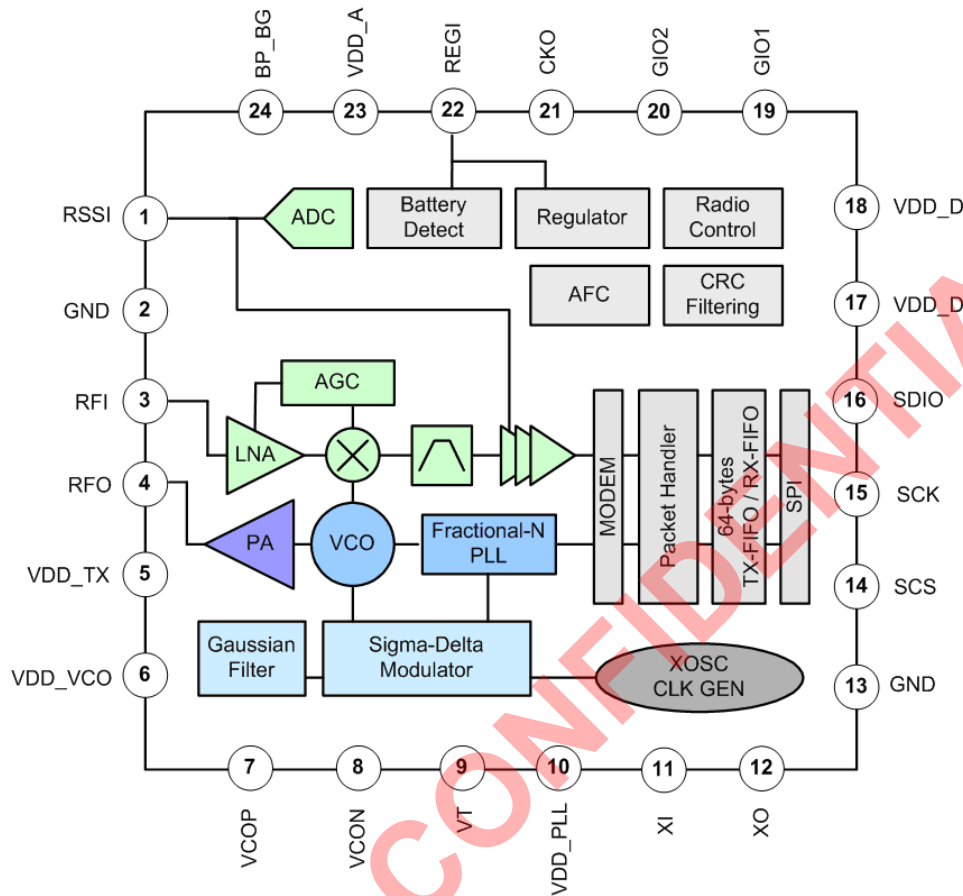 BP_BG
VDD_A
REGI
CKO
GIO2
GIO1
24
23
22
21
20
19
RSSI
1
ADC
Battery
Detect
Regulator
Radio
Control
18
VDD_D
GND
2
AFC
CRC
Filtering
17
VDD_D
RFI
3
AGC
16
SDIO
LNA
RFO
4
MODEM
Packet Handler
64-bytes
TX-FIFO / RX-FIFO
SPI
15
SCK
PA
VCO
Fractional-N
PLL
VDD_TX
5
14
SCS
Gaussian
Filter
Sigma-Delta
Modulator
XOSC
CLK GEN
VDD_VCO
6
13
GND
7
8
9
10
11
12
VCOP
VCON
VT
VDD_PLL
XI
XO
CONFIDENTIA